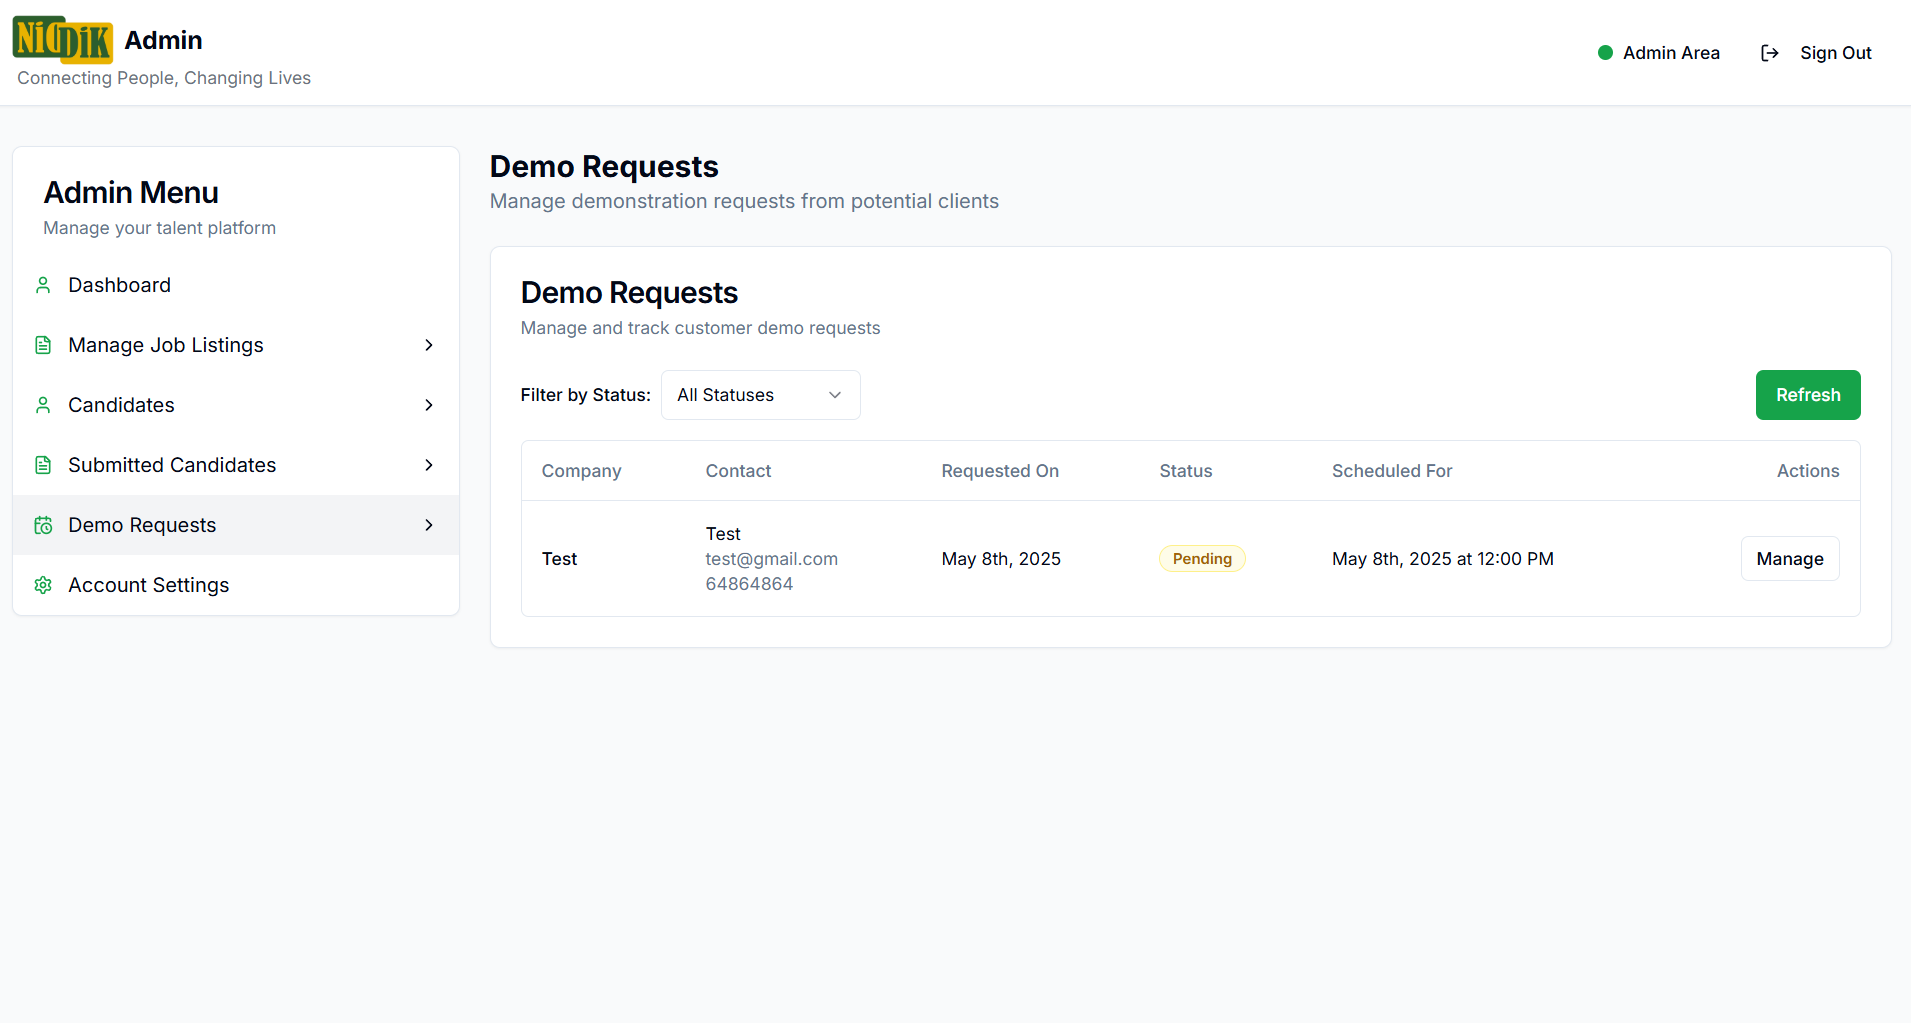 NiCDiK Admin
Connecting People, Changing Lives
Admin Area
Sign Out
Admin Menu
Manage your talent platform
Dashboard
Manage Job Listings
Candidates
Submitted Candidates
Demo Requests
Account Settings
Demo Requests
Manage demonstration requests from potential clients
Demo Requests
Manage and track customer demo requests
Filter by Status: All Statuses Refresh
Company Contact Requested On Status Scheduled For Actions
Test
Test
test@gmail.com
64864864
May 8th, 2025
Pending
May 8th, 2025 at 12:00 PM
Manage